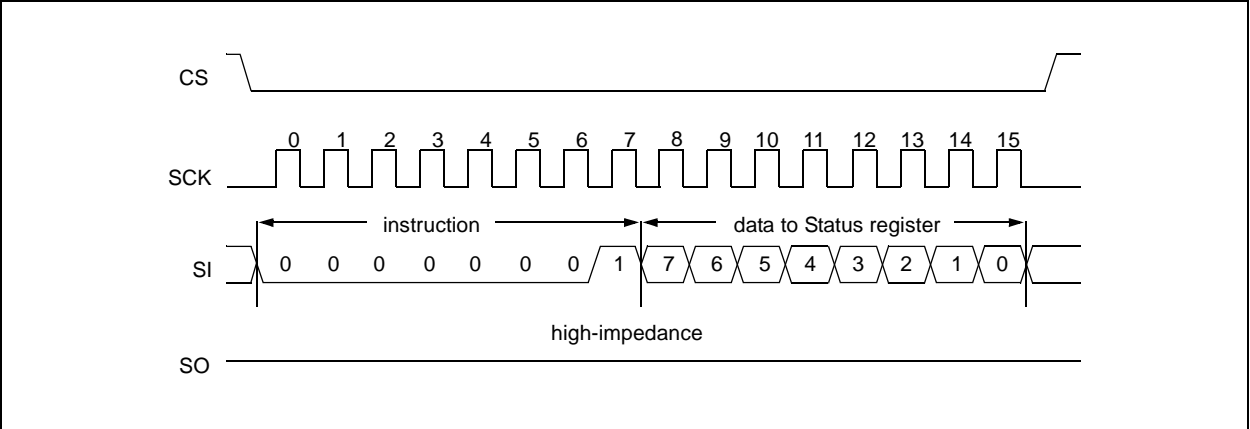 CS
0 1 2 3 4 5 6 7 8 9 10 11 12 13 14 15
SCK
instruction data to Status register
SI 0 0 0 0 0 0 0 1 7 6 5 4 3 2 1 0
high-impedance
SO